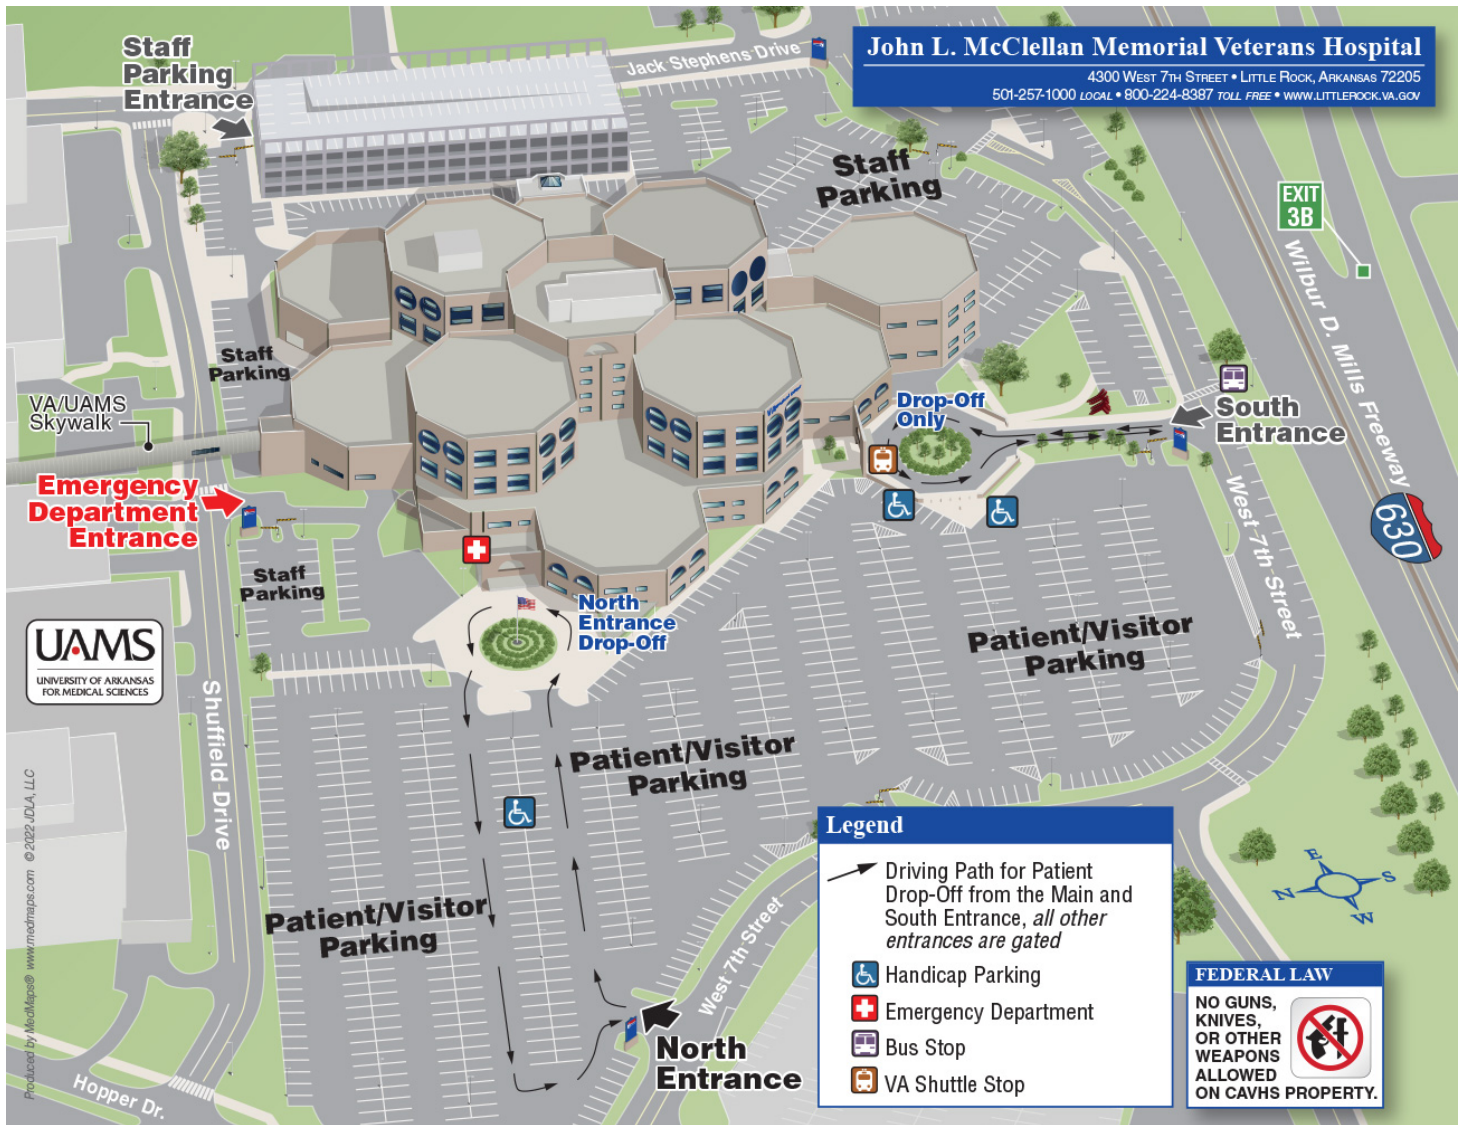 John L. McClellan Memorial Veterans Hospital
4300 West 7th Street • Little Rock, Arkansas 72205
501-257-1000 local • 800-224-8387 toll free • www.littlerock.va.gov
Staff
Parking
Entrance
Jack Stephens Drive
Staff
Parking
EXIT
3B
Wilbur D. Mills Freeway
630
Staff
Parking
VA/UAMS
Skywalk
Drop-Off
Only
South
Entrance
Emergency
Department
Entrance
West 7th Street
Staff
Parking
North
Entrance
Drop-Off
Patient/Visitor
Parking
UAMS
UNIVERSITY OF ARKANSAS
FOR MEDICAL SCIENCES
Shuffield Drive
Patient/Visitor
Parking
Patient/Visitor
Parking
West 7th Street
North
Entrance
Hopper Dr.
Produced by MedMaps® www.medmaps.com ©2022 JDLA, LLC
Legend
Driving Path for Patient
Drop-Off from the Main and
South Entrance, all other
entrances are gated
Handicap Parking
Emergency Department
Bus Stop
VA Shuttle Stop
E
N
S
W
FEDERAL LAW
NO GUNS,
KNIVES,
OR OTHER
WEAPONS
ALLOWED
ON CAVHS PROPERTY.